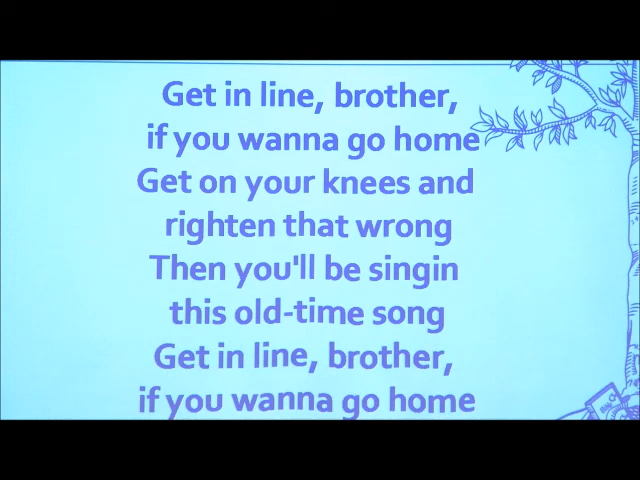 Get in line, brother,
if you wanna go home
Get on your knees and
righten that wrong
Then you'll be singin
this old-time song
Get in line, brother,
if you wanna go home